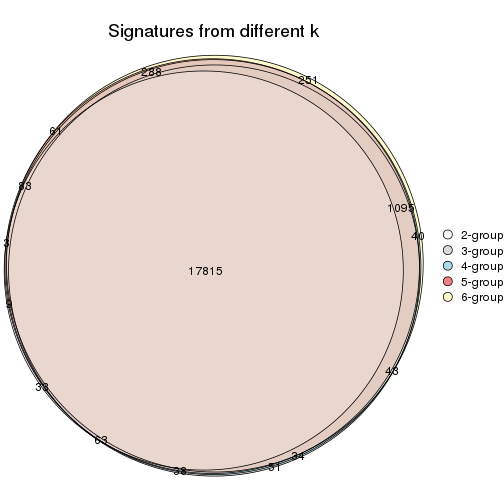 Signatures from different k
288
251
61
83
1095
40
3
17815
9
43
33
63
34
51
38
2-group
3-group
4-group
5-group
6-group